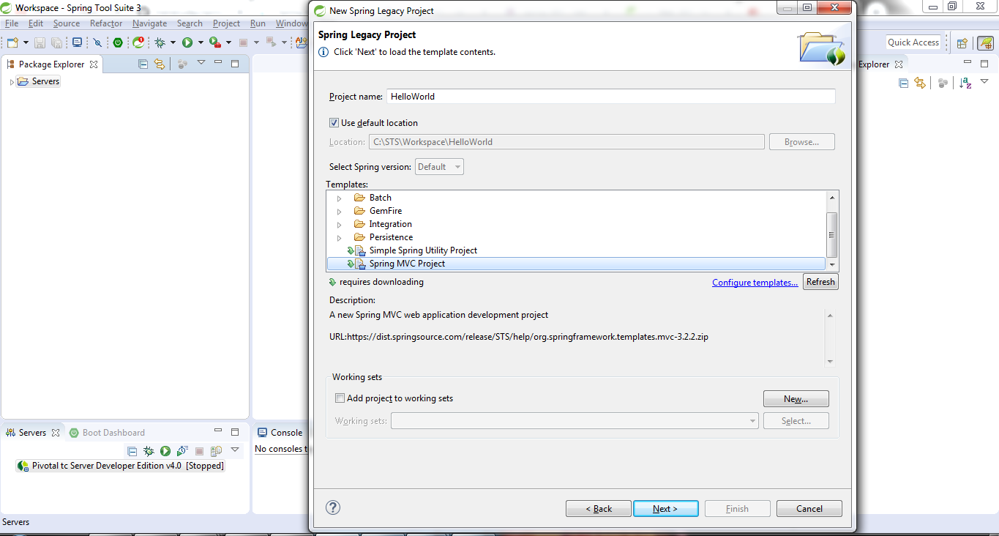 Workspace - Spring Tool Suite 3
File Edit Source Refactor Navigate Search Project Run Window
Quick Access
Package Explorer
Servers
Explorer
New Spring Legacy Project
Spring Legacy Project
Click 'Next' to load the template contents.
Project name: HelloWorld
Use default location
Location: C:\STS\Workspace\HelloWorld Browse...
Select Spring version: Default
Templates:
Batch
GemFire
Integration
Persistence
Simple Spring Utility Project
Spring MVC Project
requires downloading Configure templates... Refresh
Description:
A new Spring MVC web application development project
URL:https://dist.springsource.com/release/STS/help/org.springframework.templates.mvc-3.2.2.zip
Working sets
Add project to working sets New...
Working sets: Select...
< Back Next > Finish Cancel
Servers Boot Dashboard
Pivotal tc Server Developer Edition v4.0 [Stopped]
Console
No consoles t
Servers